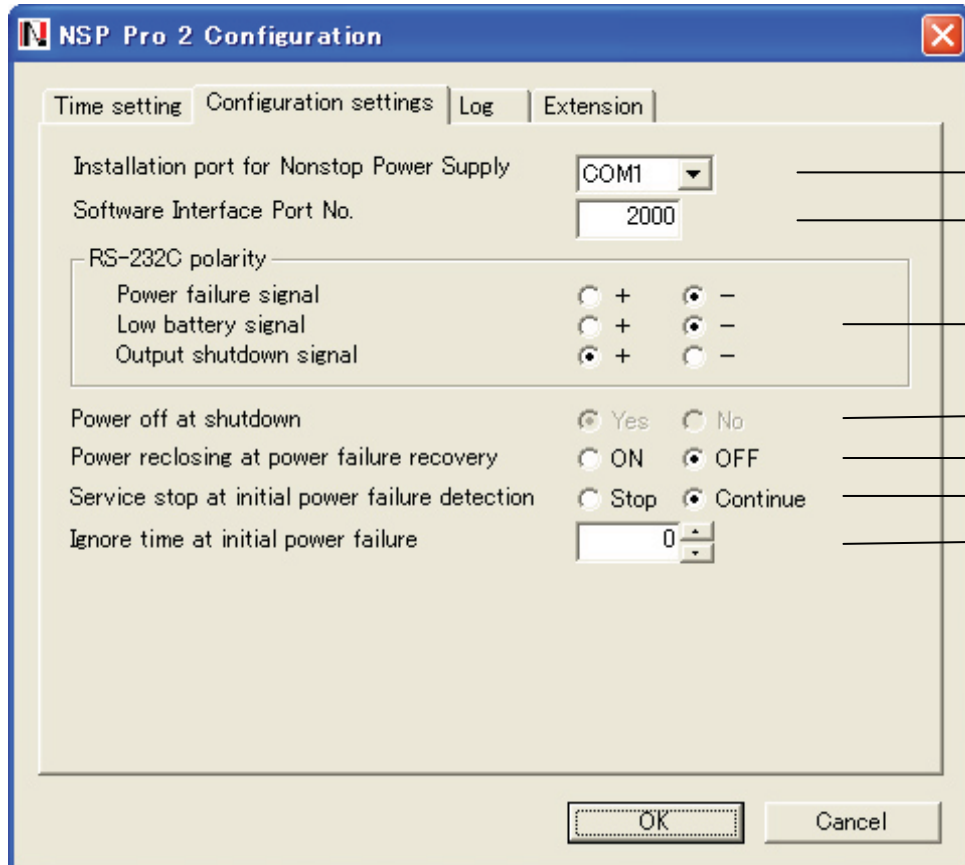 NSP Pro 2 Configuration
Time setting Configuration settings Log Extension
Installation port for Nonstop Power Supply COM1
Software Interface Port No. 2000
RS-232C polarity
Power failure signal + −
Low battery signal + −
Output shutdown signal + −
Power off at shutdown Yes No
Power reclosing at power failure recovery ON OFF
Service stop at initial power failure detection Stop Continue
Ignore time at initial power failure 0
OK Cancel